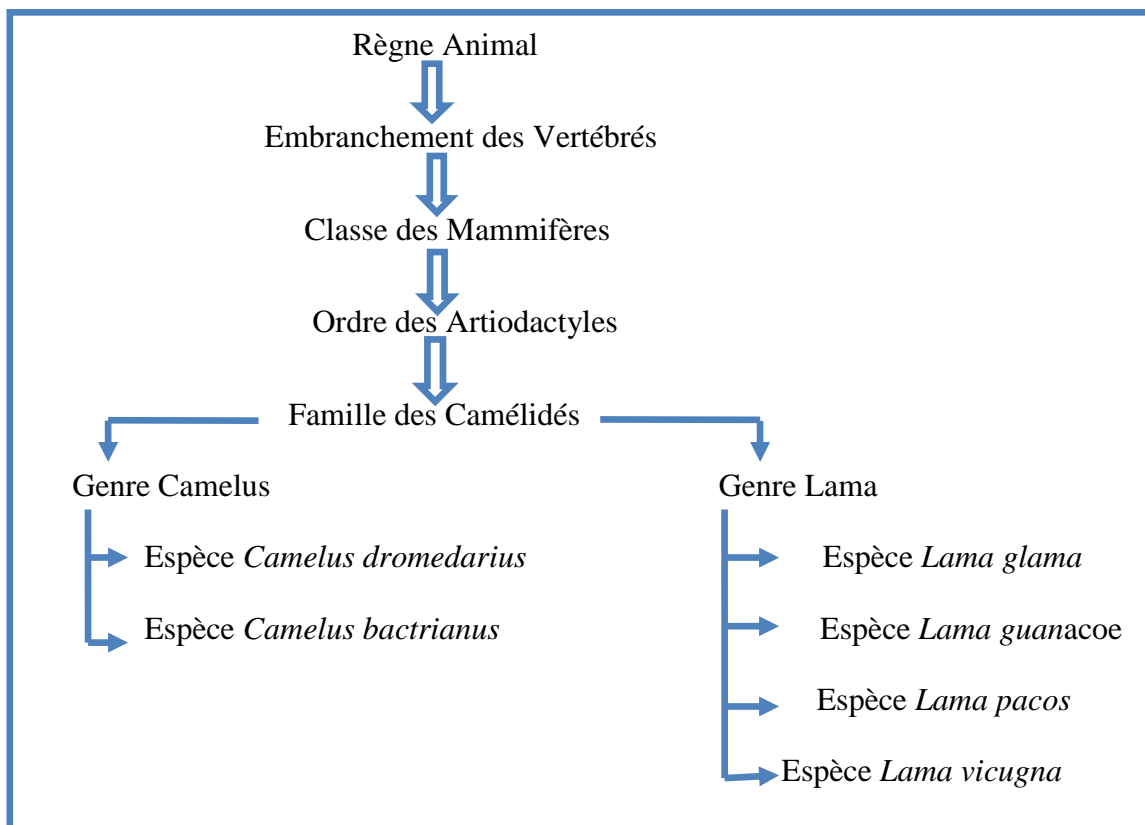 Règne Animal
Embranchement des Vertébrés
Classe des Mammifères
Ordre des Artiodactyles
Famille des Camélidés
Genre Camelus
Espèce Camelus dromedarius
Espèce Camelus bactrianus
Genre Lama
Espèce Lama glama
Espèce Lama guanacoe
Espèce Lama pacos
Espèce Lama vicugna